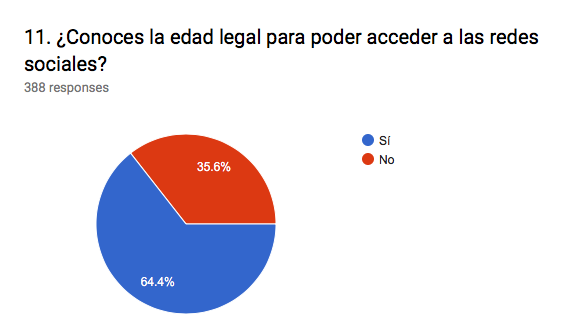 11. ¿Conoces la edad legal para poder acceder a las redes
sociales?
388 responses
Sí
No
35.6%
64.4%